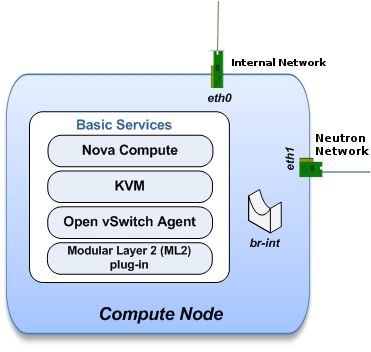 Internal Network
eth0
Basic Services
Nova Compute
KVM
Open vSwitch Agent
Modular Layer 2 (ML2)
plug-in
Neutron
Network
eth1
br-int
Compute Node